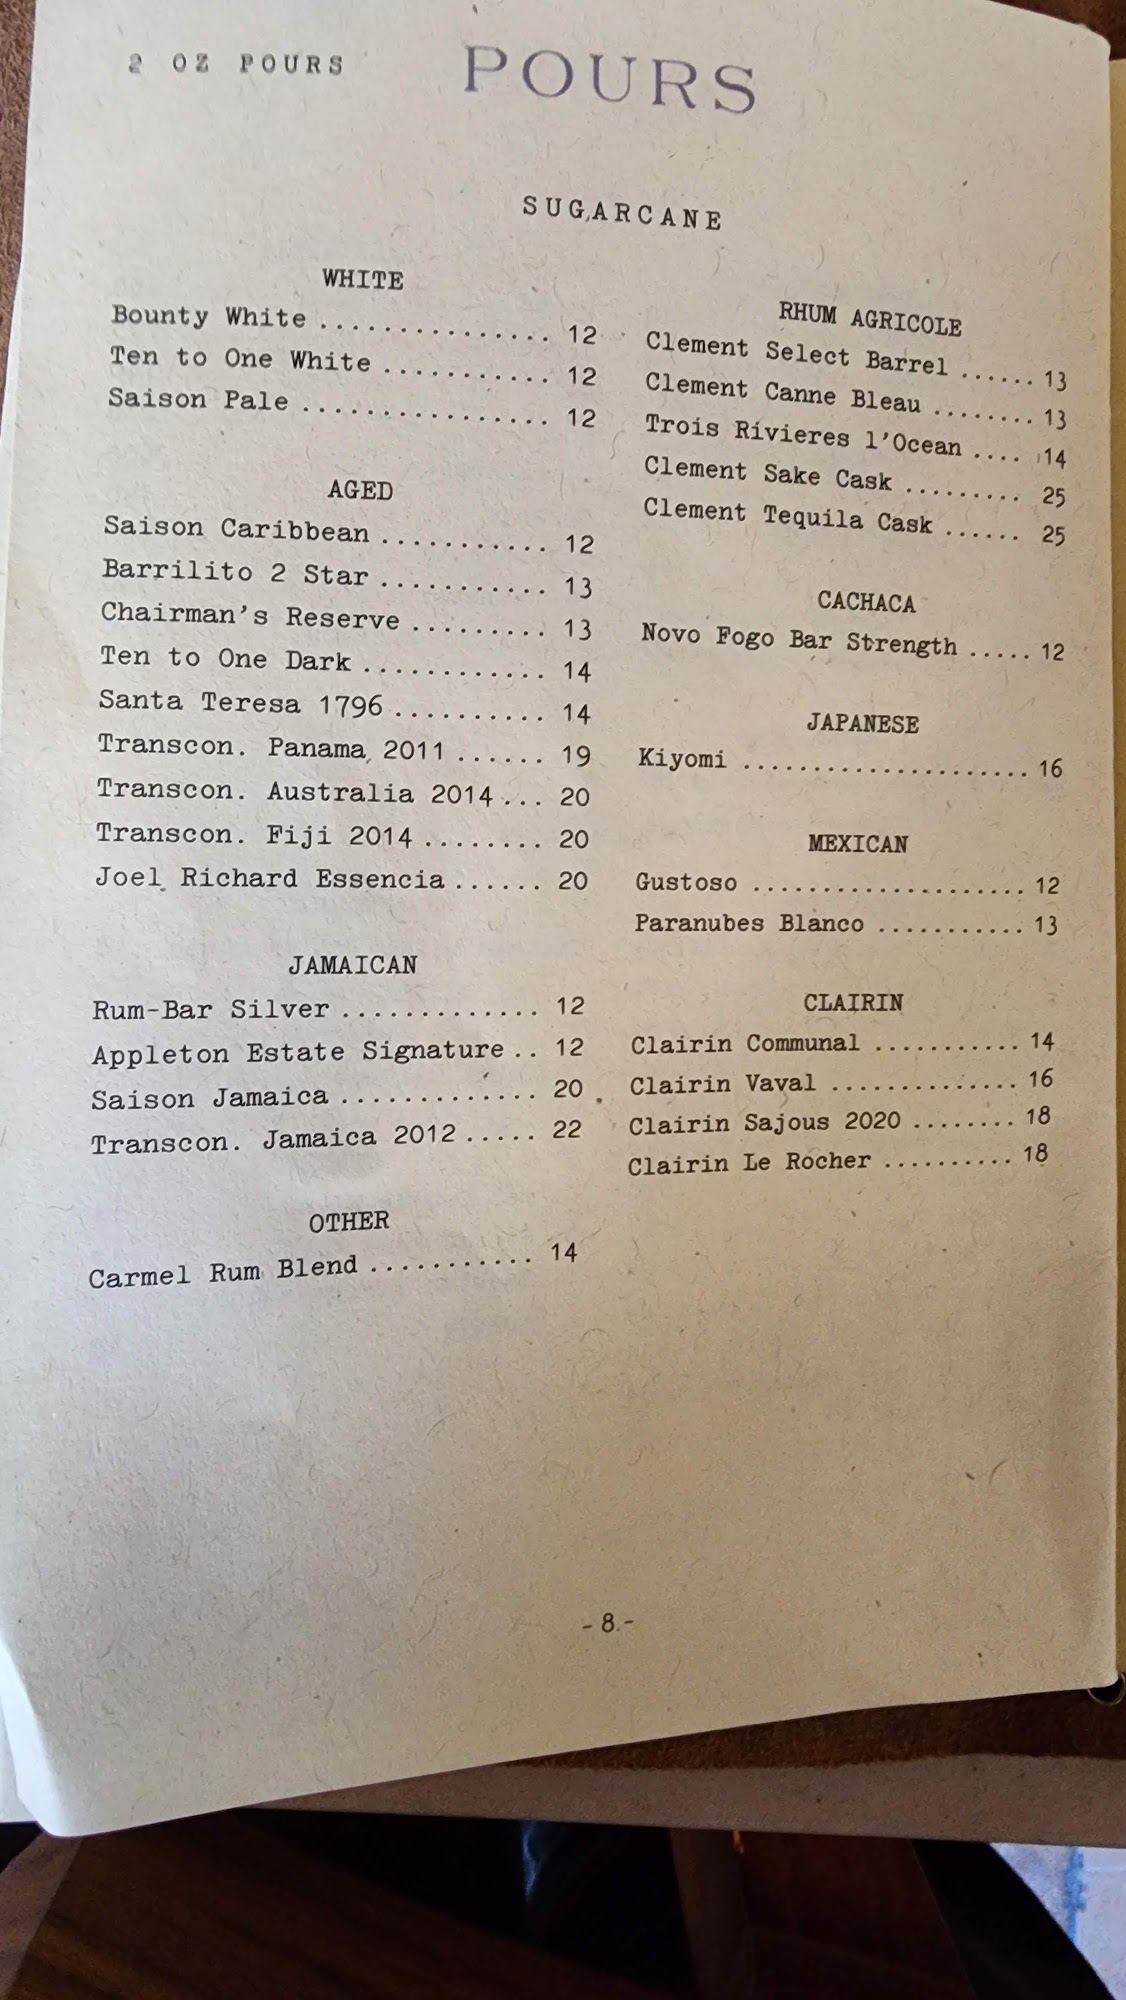 2 OZ POURS
POURS
SUGARCANE
WHITE
Bounty White ............... 12
Ten to One White ........... 12
Saison Pale ................ 12
AGED
Saison Caribbean ........... 12
Barrilito 2 Star ........... 13
Chairman's Reserve ......... 13
Ten to One Dark ............ 14
Santa Teresa 1796 .......... 14
Transcon. Panama 2011 ...... 19
Transcon. Australia 2014 ... 20
Transcon. Fiji 2014 ........ 20
Joel Richard Essencia ...... 20
JAMAICAN
Rum-Bar Silver ............. 12
Appleton Estate Signature .. 12
Saison Jamaica ............. 20
Transcon. Jamaica 2012 ..... 22
OTHER
Carmel Rum Blend ........... 14
RHUM AGRICOLE
Clement Select Barrel ...... 13
Clement Canne Bleau ........ 13
Trois Rivieres l'Ocean .... 14
Clement Sake Cask ......... 25
Clement Tequila Cask ...... 25
CACHACA
Novo Fogo Bar Strength ..... 12
JAPANESE
Kiyomi ...................... 16
MEXICAN
Gustoso .................... 12
Paranubes Blanco ........... 13
CLAIRIN
Clairin Communal ........... 14
Clairin Vaval .............. 16
Clairin Sajous 2020 ........ 18
Clairin Le Rocher .......... 18
-8-